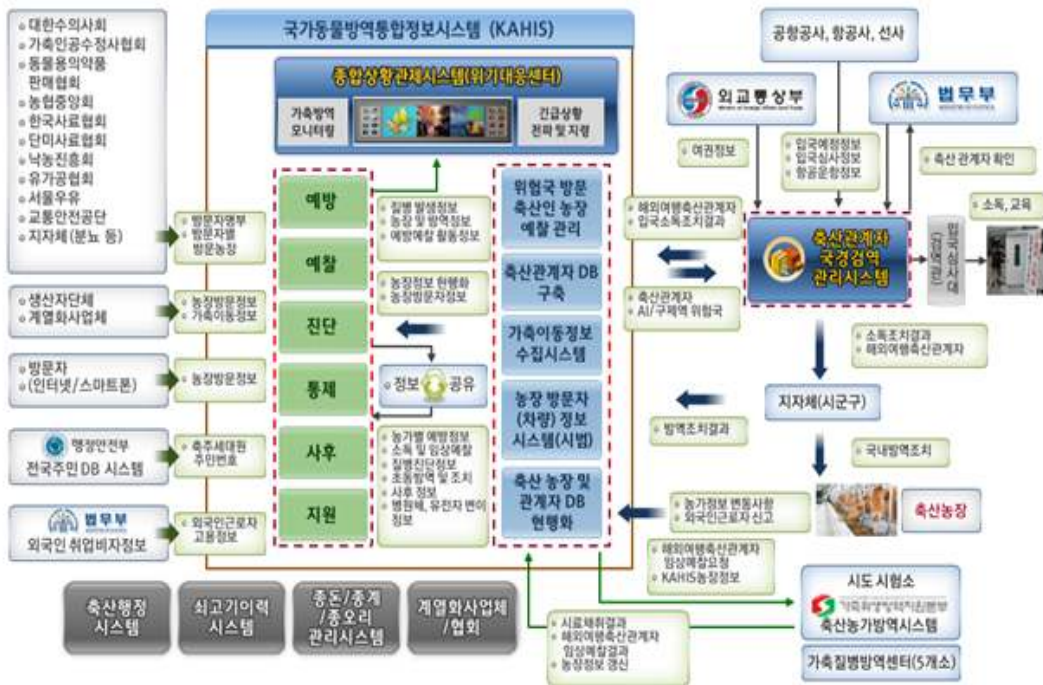 대한수의사회
가축인공수정사협회
동물용의약품
판매협회
농협중앙회
한국사료협회
단미사료협회
낙농진흥회
유가공협회
서울우유
교통안전공단
지자체(분뇨 등)
방문자명부
방문자별
방문농장
생산자단체
계열화사업체
농장방문정보
가축이동정보
방문자
(인터넷/스마트폰)
농장방문정보
행정안전부
전국주민 DB 시스템
축주세대원
주민번호
법무부
외국인 취업비자정보
외국인근로자
고용정보
국가동물방역통합정보시스템 (KAHIS)
종합상황관제시스템(위기대응센터)
가축방역
모니터링
긴급상황
전파 및 지령
예방
예찰
진단
통제
사후
지원
질병 발생정보
농장 및 방역정보
예방예찰 활동정보
농장정보 현행화
농장방문자정보
정보 공유
농가별 예방정보
소독 및 임상예찰
질병진단정보
초동방역 및 조치
사후 정보
병원체, 유전자 변이
정보
위험국 방문
축산인 농장
예찰 관리
축산관계자 DB
구축
가축이동정보
수집시스템
농장 방문자
(차량) 정보
시스템(시범)
축산 농장 및
관계자 DB
현행화
공항공사, 항공사, 선사
외교통상부
법무부
여권정보
입국예정정보
입국심사정보
항공운항정보
축산 관계자 확인
해외여행축산관계자
입국소독조치결과
축산관계자
AI/구제역 위험국
축산관계자
국경검역
관리시스템
입국심사대
(검역관)
소독, 교육
소독조치결과
해외여행축산관계자
지자체(시군구)
방역조치결과
국내방역조치
농가정보 변동사항
외국인근로자 신고
축산농장
해외여행축산관계자
임상예찰요청
KAHIS농장정보
시료채취결과
해외여행축산관계자
임상예찰결과
농장정보 갱신
시도 시험소
가축위생방역지원본부
축산농가방역시스템
가축질병방역센터(5개소)
축산행정
시스템
쇠고기이력
시스템
종돈/종계
/종오리
관리시스템
계열화사업체
/협회